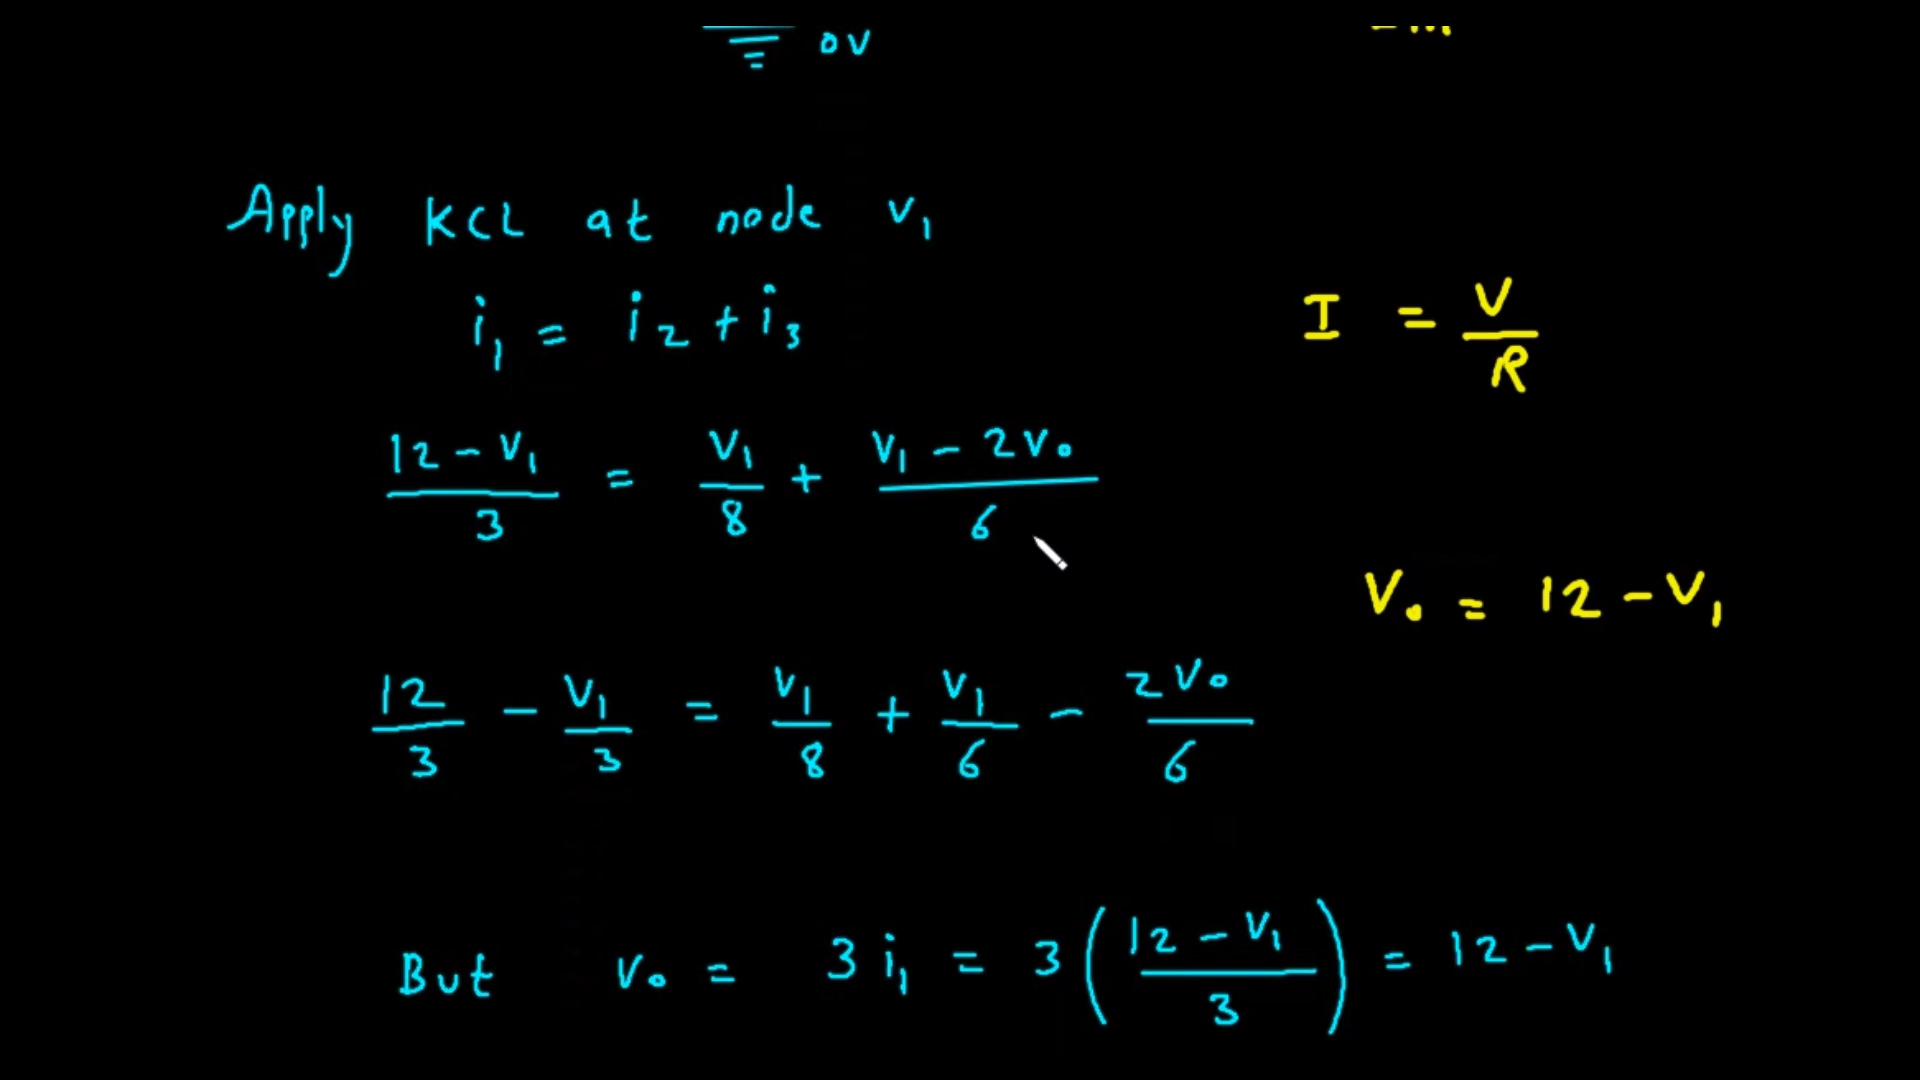 0V
Apply KCL at node V₁
i₁ = i₂ + i₃
I = V/R
(12 - V₁)/3 = V₁/8 + (V₁ - 2V₀)/6
V₀ = 12 - V₁
12/3 - V₁/3 = V₁/8 + V₁/6 - 2V₀/6
But V₀ = 3i₁ = 3((12 - V₁)/3) = 12 - V₁